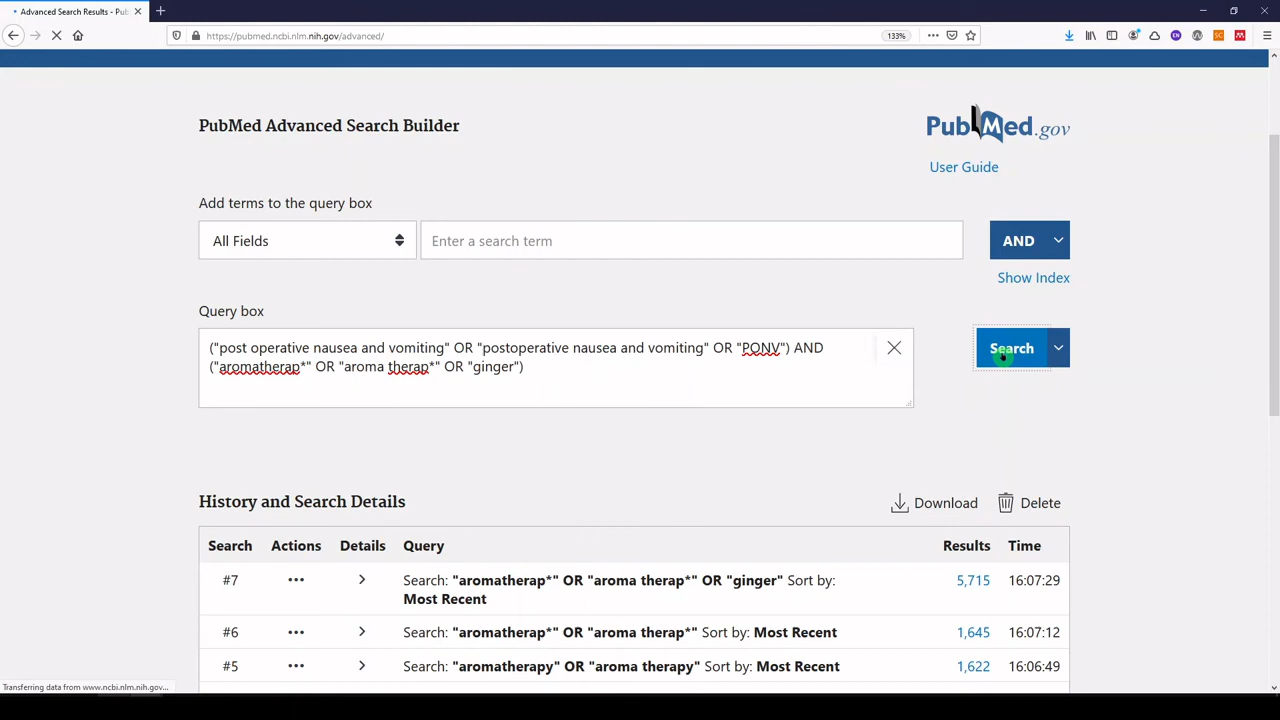 Advanced Search Results - Pub
https://pubmed.ncbi.nlm.nih.gov/advanced/
133%
PubMed Advanced Search Builder
PubMed.gov
User Guide
Add terms to the query box
All Fields
Enter a search term
AND
Show Index
Query box
("post operative nausea and vomiting" OR "postoperative nausea and vomiting" OR "PONV") AND
("aromatherap*" OR "aroma therap*" OR "ginger")
Search
History and Search Details
Download
Delete
Search Actions Details Query Results Time
#7 Search: "aromatherap*" OR "aroma therap*" OR "ginger" Sort by: 5,715 16:07:29
Most Recent
#6 Search: "aromatherap*" OR "aroma therap*" Sort by: Most Recent 1,645 16:07:12
#5 Search: "aromatherapy" OR "aroma therapy" Sort by: Most Recent 1,622 16:06:49
Transferring data from www.ncbi.nlm.nih.gov...